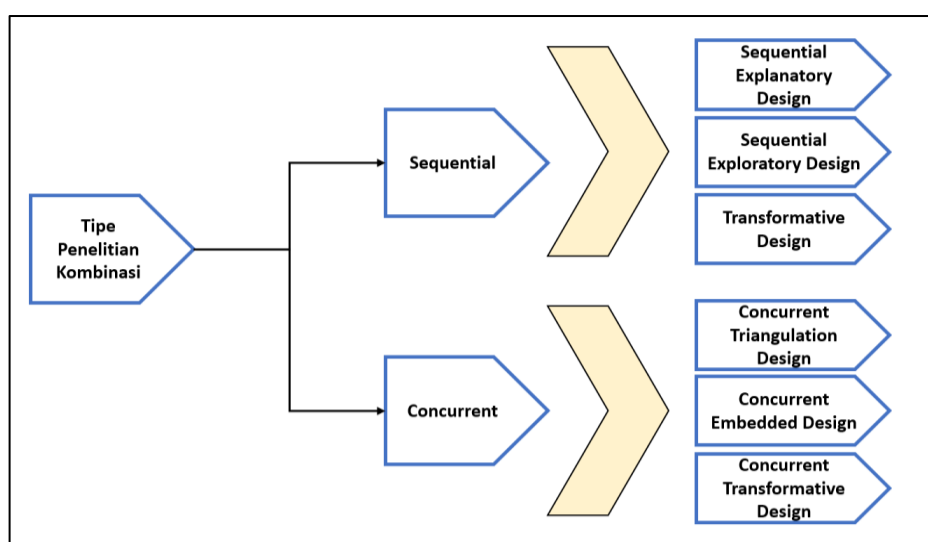 Tipe
Penelitian
Kombinasi
Sequential
Sequential
Explanatory
Design
Sequential
Exploratory Design
Transformative
Design
Concurrent
Concurrent
Triangulation
Design
Concurrent
Embedded Design
Concurrent
Transformative
Design